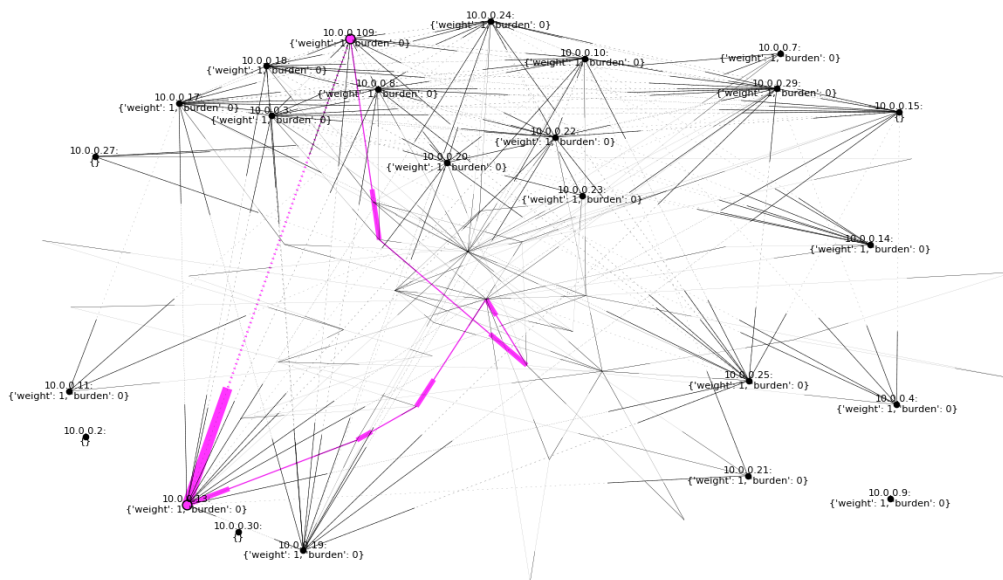 10.0.0.24:
{'weight': 1, 'burden': 0}
10.0.0.109:
{'weight': 1, 'burden': 0}
10.0.0.7:
{'weight': 1, 'burden': 0}
10.0.0.10:
{'weight': 1, 'burden': 0}
10.0.0.18:
{'weight': 1, 'burden': 0}
10.0.0.8:
{'weight': 1, 'burden': 0}
10.0.0.29:
{'weight': 1, 'burden': 0}
10.0.0.17:
{'weight': 1, 'burden': 0}
10.0.0.3:
{'weight': 1, 'burden': 0}
10.0.0.15:
{}
10.0.0.22:
{'weight': 1, 'burden': 0}
10.0.0.27:
{}
10.0.0.20:
{'weight': 1, 'burden': 0}
10.0.0.23:
{'weight': 1, 'burden': 0}
10.0.0.14:
{'weight': 1, 'burden': 0}
10.0.0.25:
{'weight': 1, 'burden': 0}
10.0.0.11:
{'weight': 1, 'burden': 0}
10.0.0.4:
{'weight': 1, 'burden': 0}
10.0.0.2:
{}
10.0.0.21:
{'weight': 1, 'burden': 0}
10.0.0.9:
{'weight': 1, 'burden': 0}
10.0.0.13:
{'weight': 1, 'burden': 0}
10.0.0.30:
{}
10.0.0.19:
{'weight': 1, 'burden': 0}